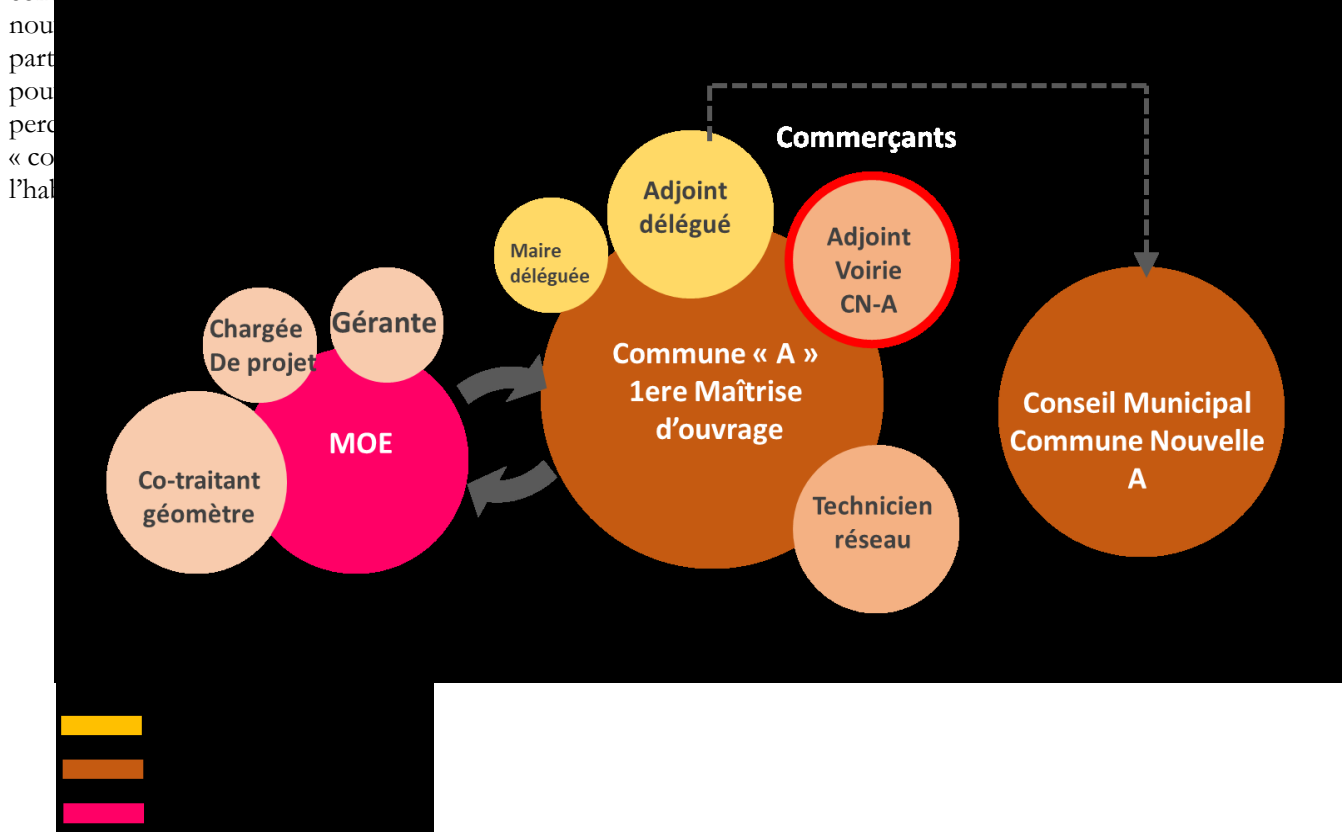 nou
part
pou
perc
« co
l'hab
Commerçants
Adjoint
délégué
Maire
déléguée
Adjoint
Voirie
CN-A
Chargée
De projet
Gérante
Commune « A »
1ere Maîtrise
d'ouvrage
Conseil Municipal
Commune Nouvelle
A
MOE
Co-traitant
géomètre
Technicien
réseau